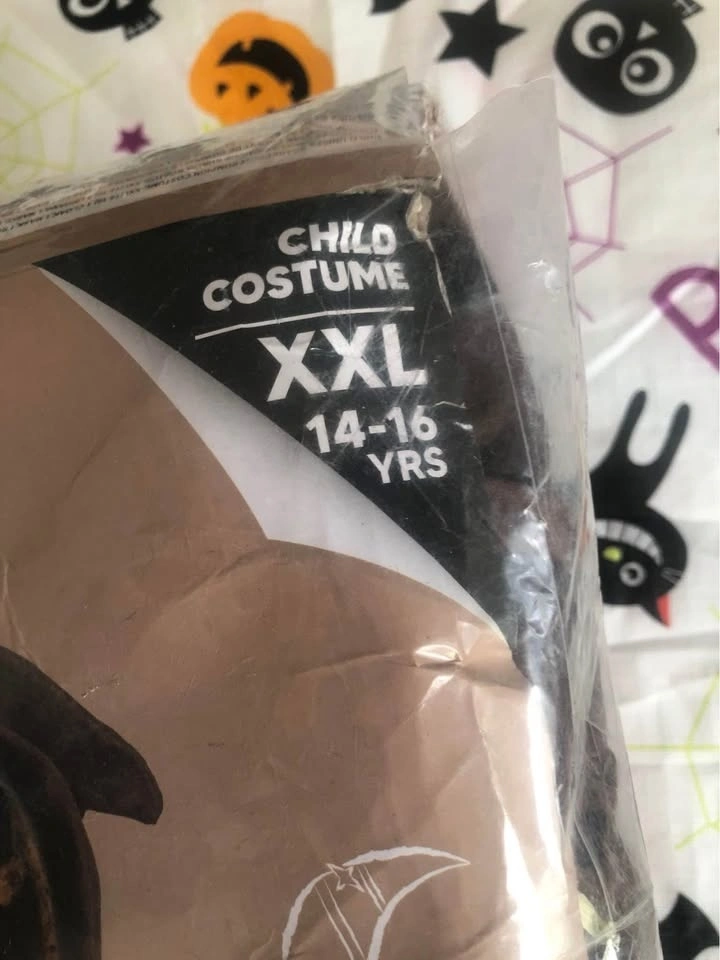 CHILD
COSTUME
XXL
14-16
YRS